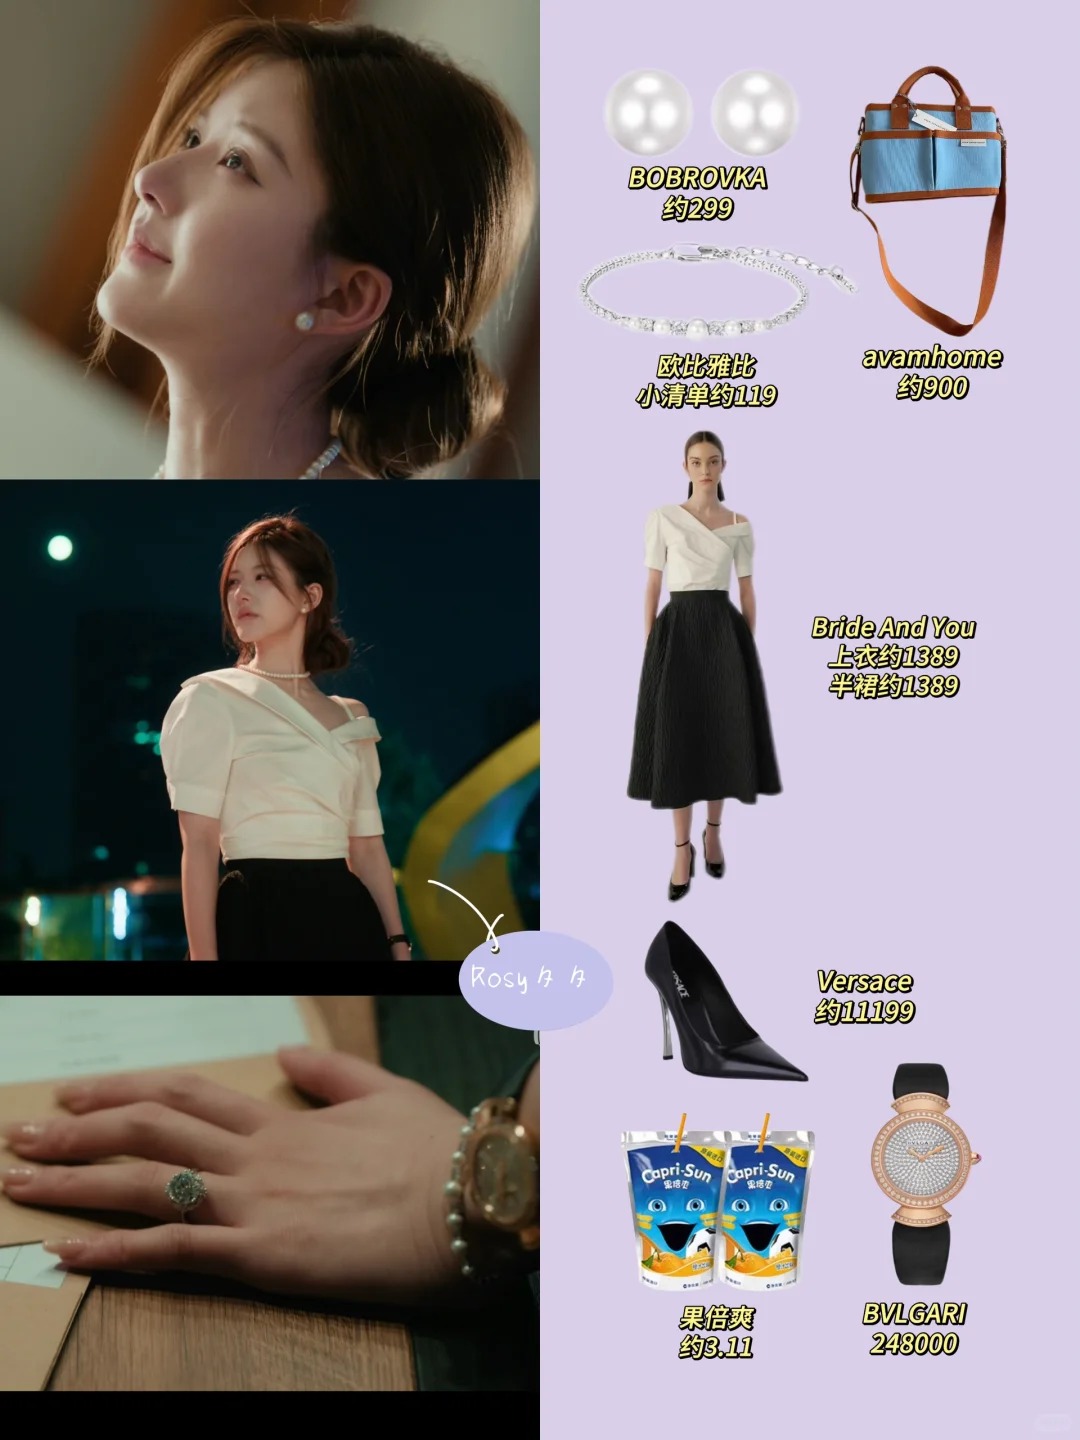 BOBROVKA
约299
欧比雅比
小清单约119
avamhome
约900
Bride And You
上衣约1389
半裙约1389
Rosy夕夕
Versace
约11199
VERSACE
Capri-Sun
果倍爽
Capri-Sun
果倍爽
果倍爽
约3.11
BVLGARI
BVLGARI
248000